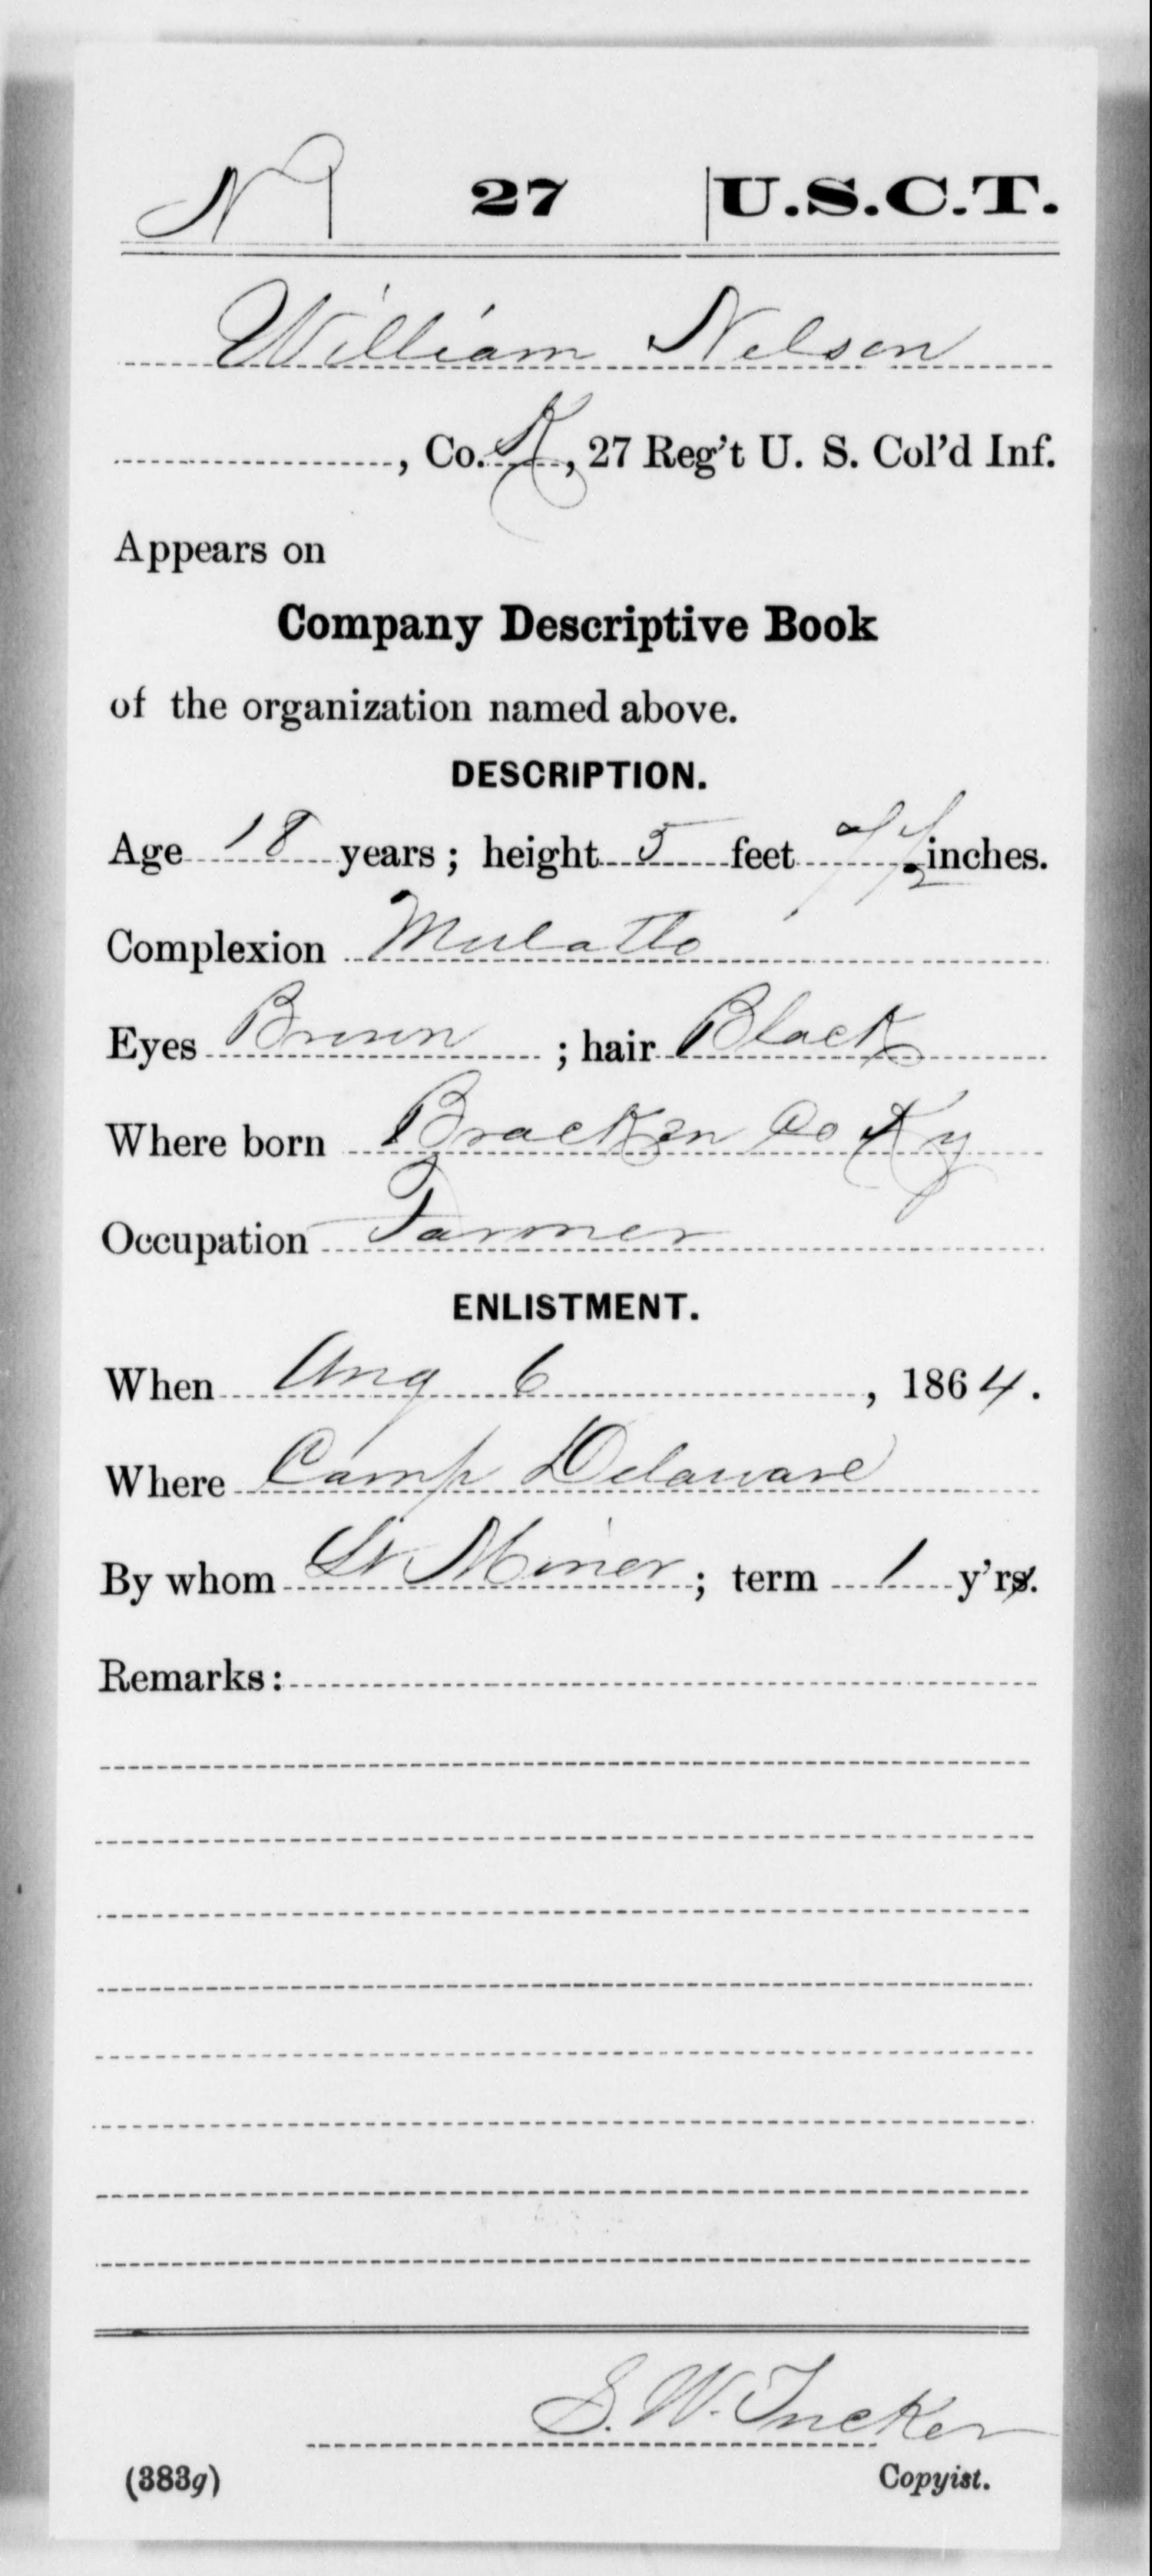 N 27 U.S.C.T.
William Nelson
, Co. K, 27 Reg't U. S. Col'd Inf.
Appears on
Company Descriptive Book
of the organization named above.
DESCRIPTION.
Age 18 years; height 5 feet 7 1/2 inches.
Complexion Mulatto
Eyes Brown ; hair Black
Where born Bracken Co Ky
Occupation Farmer
ENLISTMENT.
When Aug 6, 1864.
Where Camp Delaware
By whom Lt Miner; term 1 y'rs.
Remarks:
S. W. Tucker
(383g) Copyist.